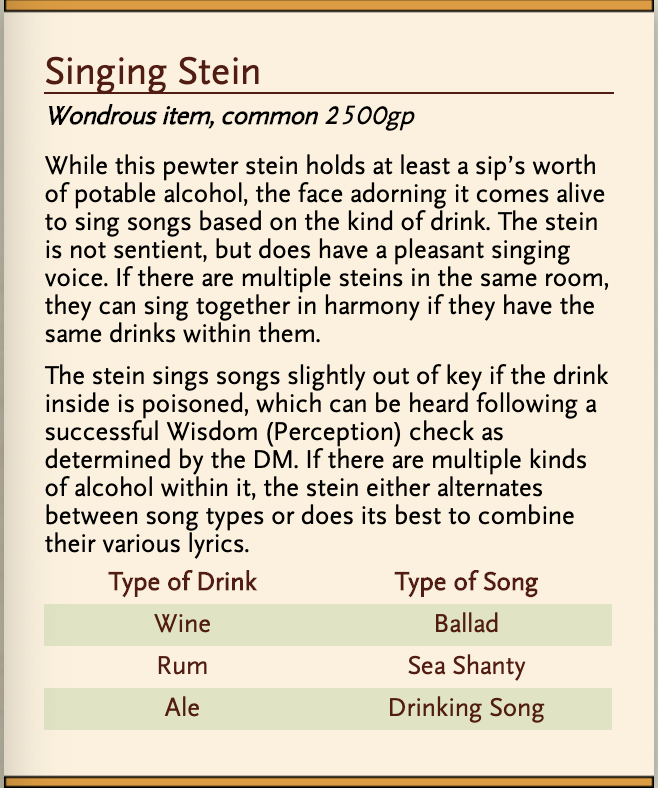 Singing Stein
Wondrous item, common 2500gp
While this pewter stein holds at least a sip’s worth
of potable alcohol, the face adorning it comes alive
to sing songs based on the kind of drink. The stein
is not sentient, but does have a pleasant singing
voice. If there are multiple steins in the same room,
they can sing together in harmony if they have the
same drinks within them.
The stein sings songs slightly out of key if the drink
inside is poisoned, which can be heard following a
successful Wisdom (Perception) check as
determined by the DM. If there are multiple kinds
of alcohol within it, the stein either alternates
between song types or does its best to combine
their various lyrics.
Type of Drink Type of Song
Wine Ballad
Rum Sea Shanty
Ale Drinking Song